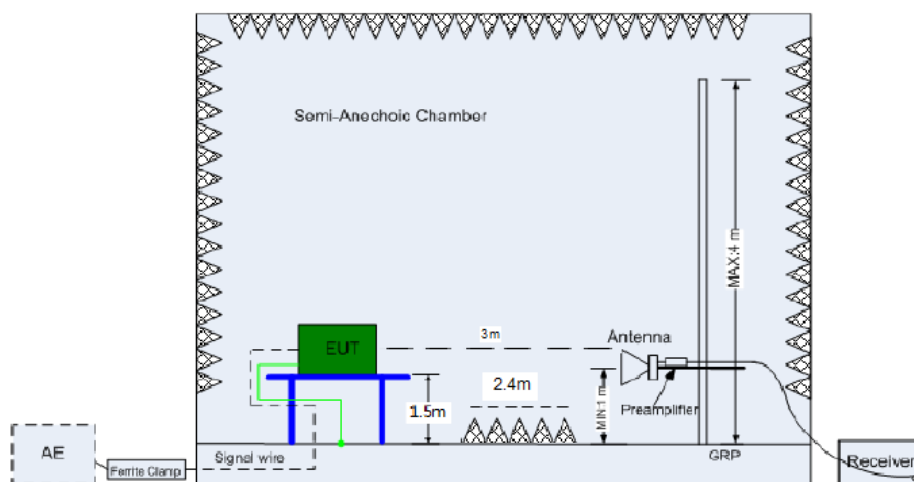 Semi-Anechoic Chamber
MAX:4 m
3m
Antenna
EUT
2.4m
1.5m
MIN:1 m
Preamplifier
AE
Signal wire
GRP
Ferrite Clamp
Receiver